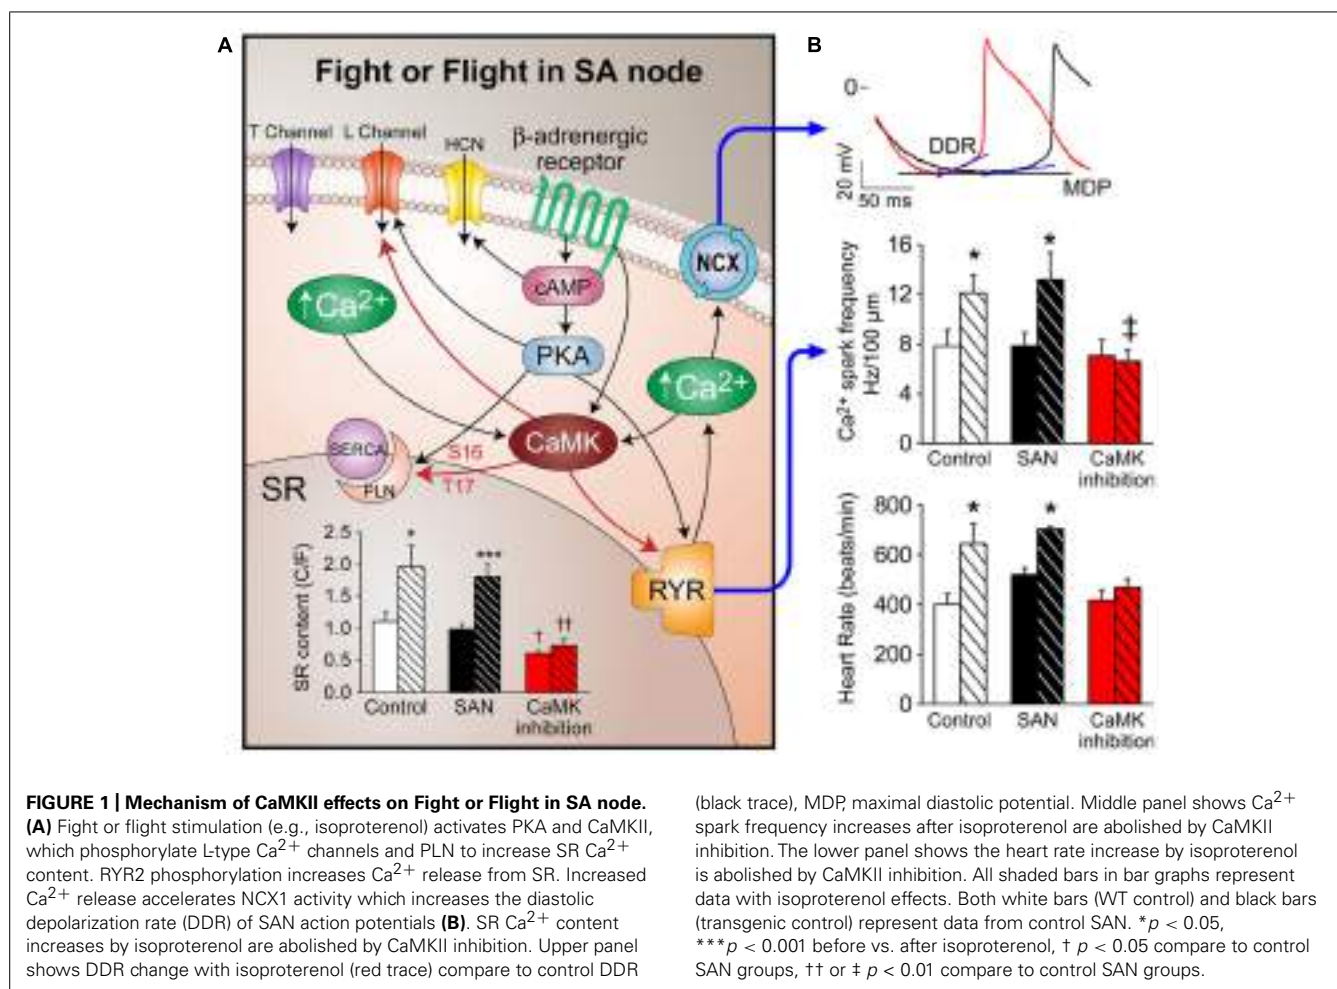 A
Fight or Flight in SA node
T Channel
L Channel
HCN
β-adrenergic
receptor
NCX
cAMP
↑Ca2+
PKA
↑Ca2+
CaMK
SERCA
PLN
S16
T17
SR
RYR
SR content (C/F)
2.5
2.0
1.5
1.0
0.5
0.0
*
***
†
††
Control
SAN
CaMK
inhibition
B
0-
DDR
MDP
20 mV
50 ms
Ca2+ spark frequency
Hz/100 µm
16
12
8
4
0
*
*
‡
Control
SAN
CaMK
inhibition
Heart Rate (beats/min)
800
600
400
200
0
*
*
Control
SAN
CaMK
inhibition
FIGURE 1 | Mechanism of CaMKII effects on Fight or Flight in SA node.
(A) Fight or flight stimulation (e.g., isoproterenol) activates PKA and CaMKII,
which phosphorylate L-type Ca2+ channels and PLN to increase SR Ca2+
content. RYR2 phosphorylation increases Ca2+ release from SR. Increased
Ca2+ release accelerates NCX1 activity which increases the diastolic
depolarization rate (DDR) of SAN action potentials (B). SR Ca2+ content
increases by isoproterenol are abolished by CaMKII inhibition. Upper panel
shows DDR change with isoproterenol (red trace) compare to control DDR
(black trace), MDP, maximal diastolic potential. Middle panel shows Ca2+
spark frequency increases after isoproterenol are abolished by CaMKII
inhibition. The lower panel shows the heart rate increase by isoproterenol
is abolished by CaMKII inhibition. All shaded bars in bar graphs represent
data with isoproterenol effects. Both white bars (WT control) and black bars
(transgenic control) represent data from control SAN. *p < 0.05,
***p < 0.001 before vs. after isoproterenol, † p < 0.05 compare to control
SAN groups, †† or ‡ p < 0.01 compare to control SAN groups.